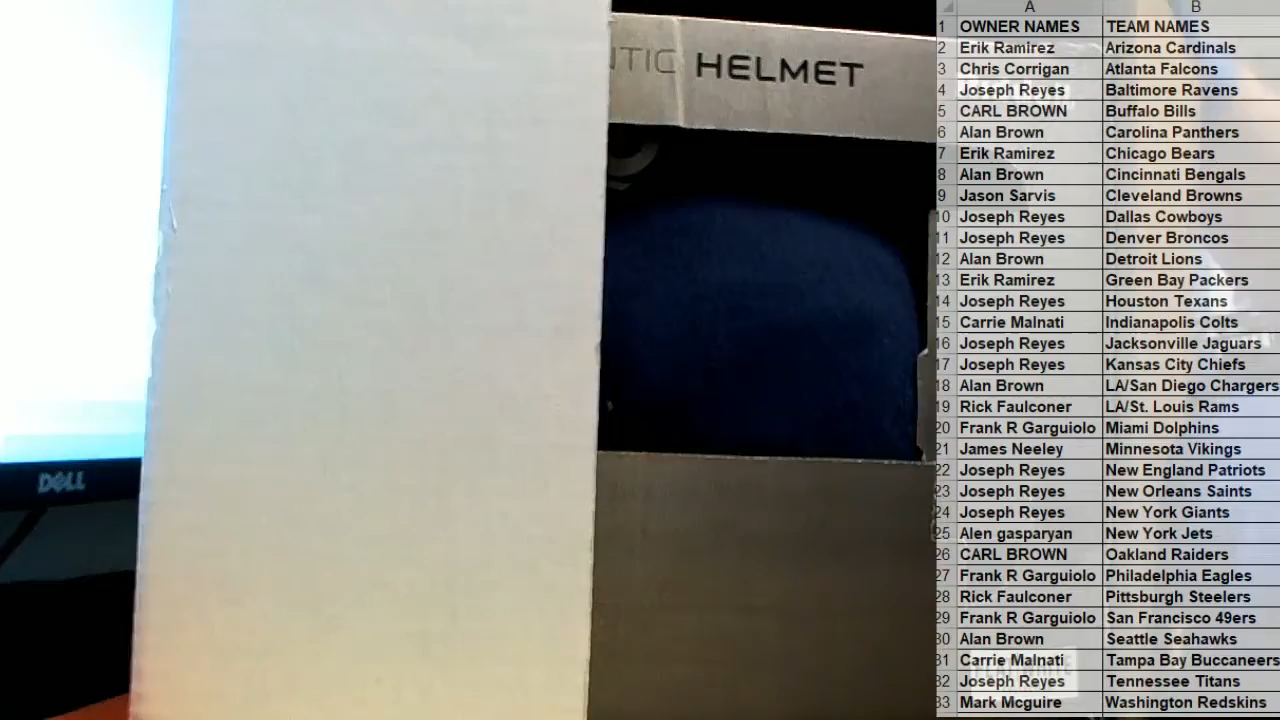 NTIC HELMET
DELL
A B
1 OWNER NAMES TEAM NAMES
2 Erik Ramirez Arizona Cardinals
3 Chris Corrigan Atlanta Falcons
4 Joseph Reyes Baltimore Ravens
5 CARL BROWN Buffalo Bills
6 Alan Brown Carolina Panthers
7 Erik Ramirez Chicago Bears
8 Alan Brown Cincinnati Bengals
9 Jason Sarvis Cleveland Browns
10 Joseph Reyes Dallas Cowboys
11 Joseph Reyes Denver Broncos
12 Alan Brown Detroit Lions
13 Erik Ramirez Green Bay Packers
14 Joseph Reyes Houston Texans
15 Carrie Malnati Indianapolis Colts
16 Joseph Reyes Jacksonville Jaguars
17 Joseph Reyes Kansas City Chiefs
18 Alan Brown LA/San Diego Chargers
19 Rick Faulconer LA/St. Louis Rams
20 Frank R Garguiolo Miami Dolphins
21 James Neeley Minnesota Vikings
22 Joseph Reyes New England Patriots
23 Joseph Reyes New Orleans Saints
24 Joseph Reyes New York Giants
25 Alen gasparyan New York Jets
26 CARL BROWN Oakland Raiders
27 Frank R Garguiolo Philadelphia Eagles
28 Rick Faulconer Pittsburgh Steelers
29 Frank R Garguiolo San Francisco 49ers
30 Alan Brown Seattle Seahawks
31 Carrie Malnati Tampa Bay Buccaneers
32 Joseph Reyes Tennessee Titans
33 Mark Mcguire Washington Redskins